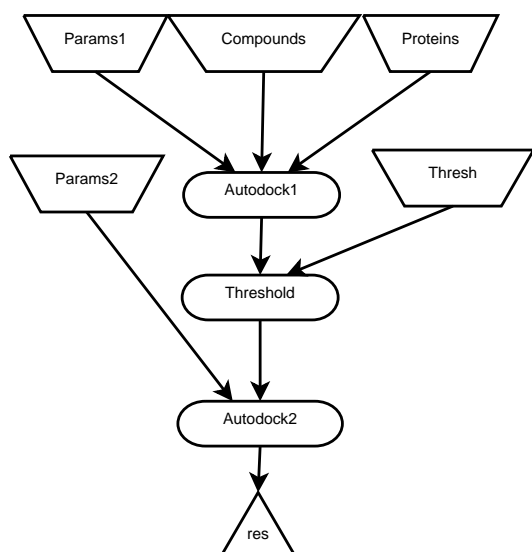 Params1
Compounds
Proteins
Params2
Thresh
Autodock1
Threshold
Autodock2
res